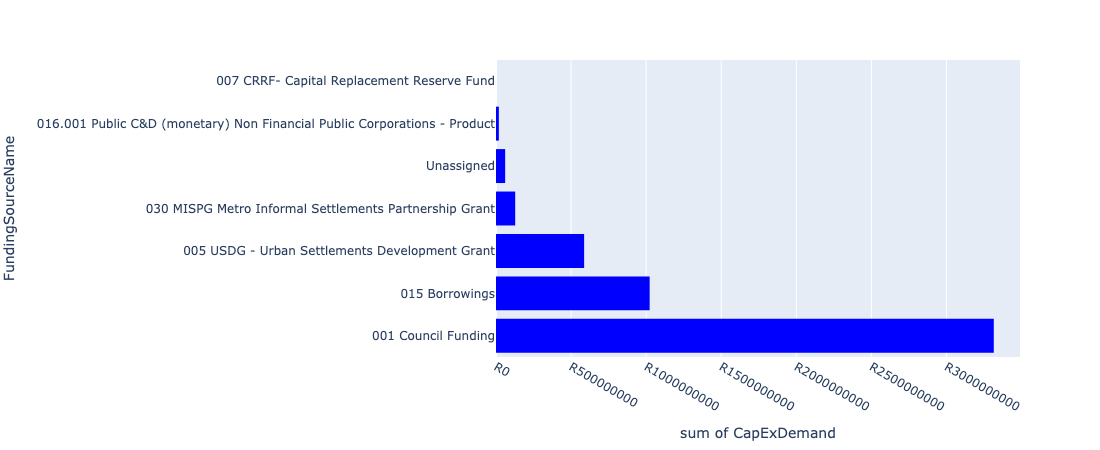 FundingSourceName
007 CRRF- Capital Replacement Reserve Fund
016.001 Public C&D (monetary) Non Financial Public Corporations - Product
Unassigned
030 MISPG Metro Informal Settlements Partnership Grant
005 USDG - Urban Settlements Development Grant
015 Borrowings
001 Council Funding
R0
R500000000
R1000000000
R1500000000
R2000000000
R2500000000
R3000000000
sum of CapExDemand